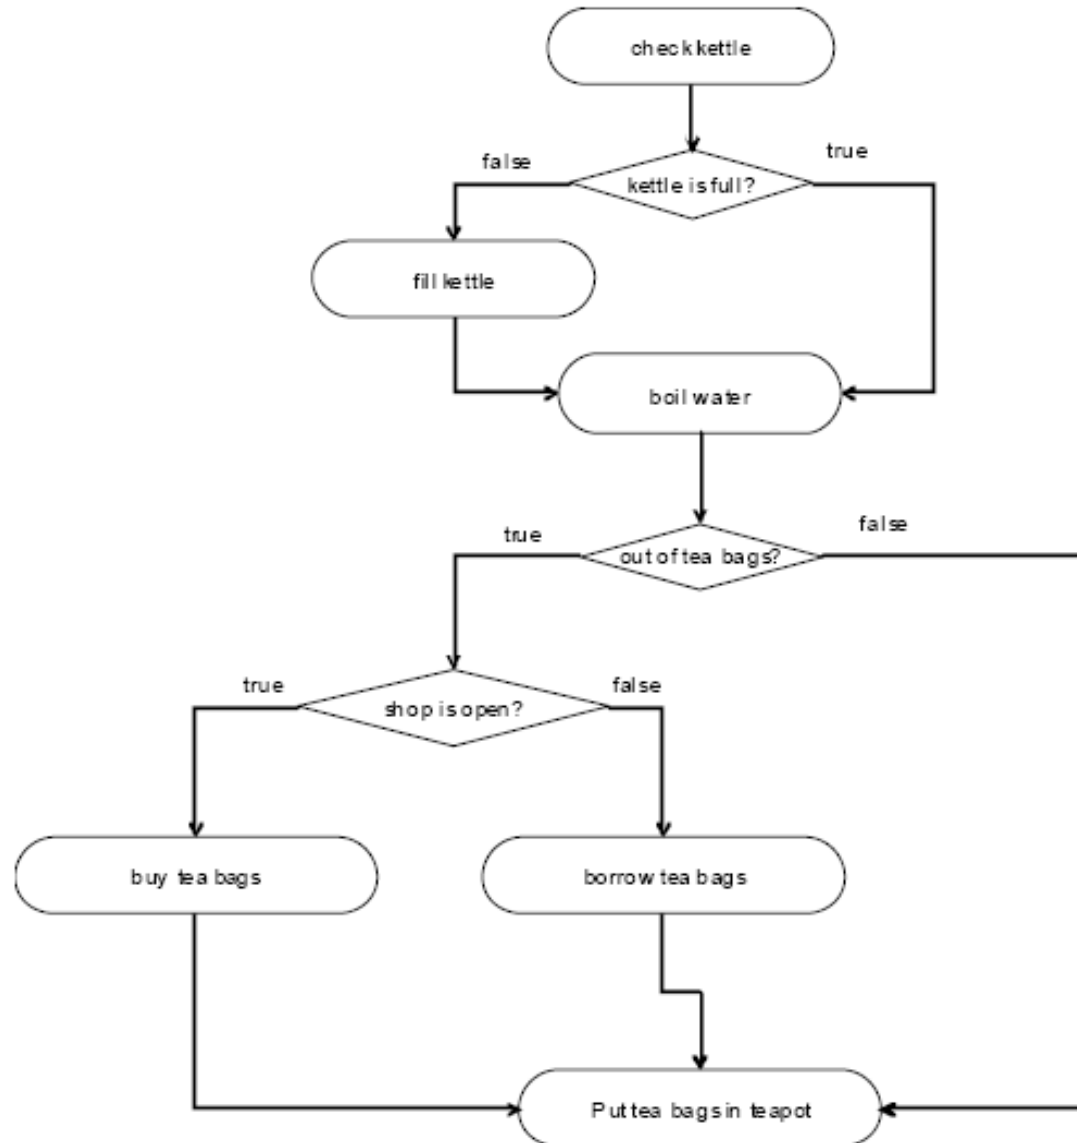 check kettle
false
true
kettle is full?
fill kettle
boil water
true
false
out of tea bags?
true
false
shop is open?
buy tea bags
borrow tea bags
Put tea bags in teapot